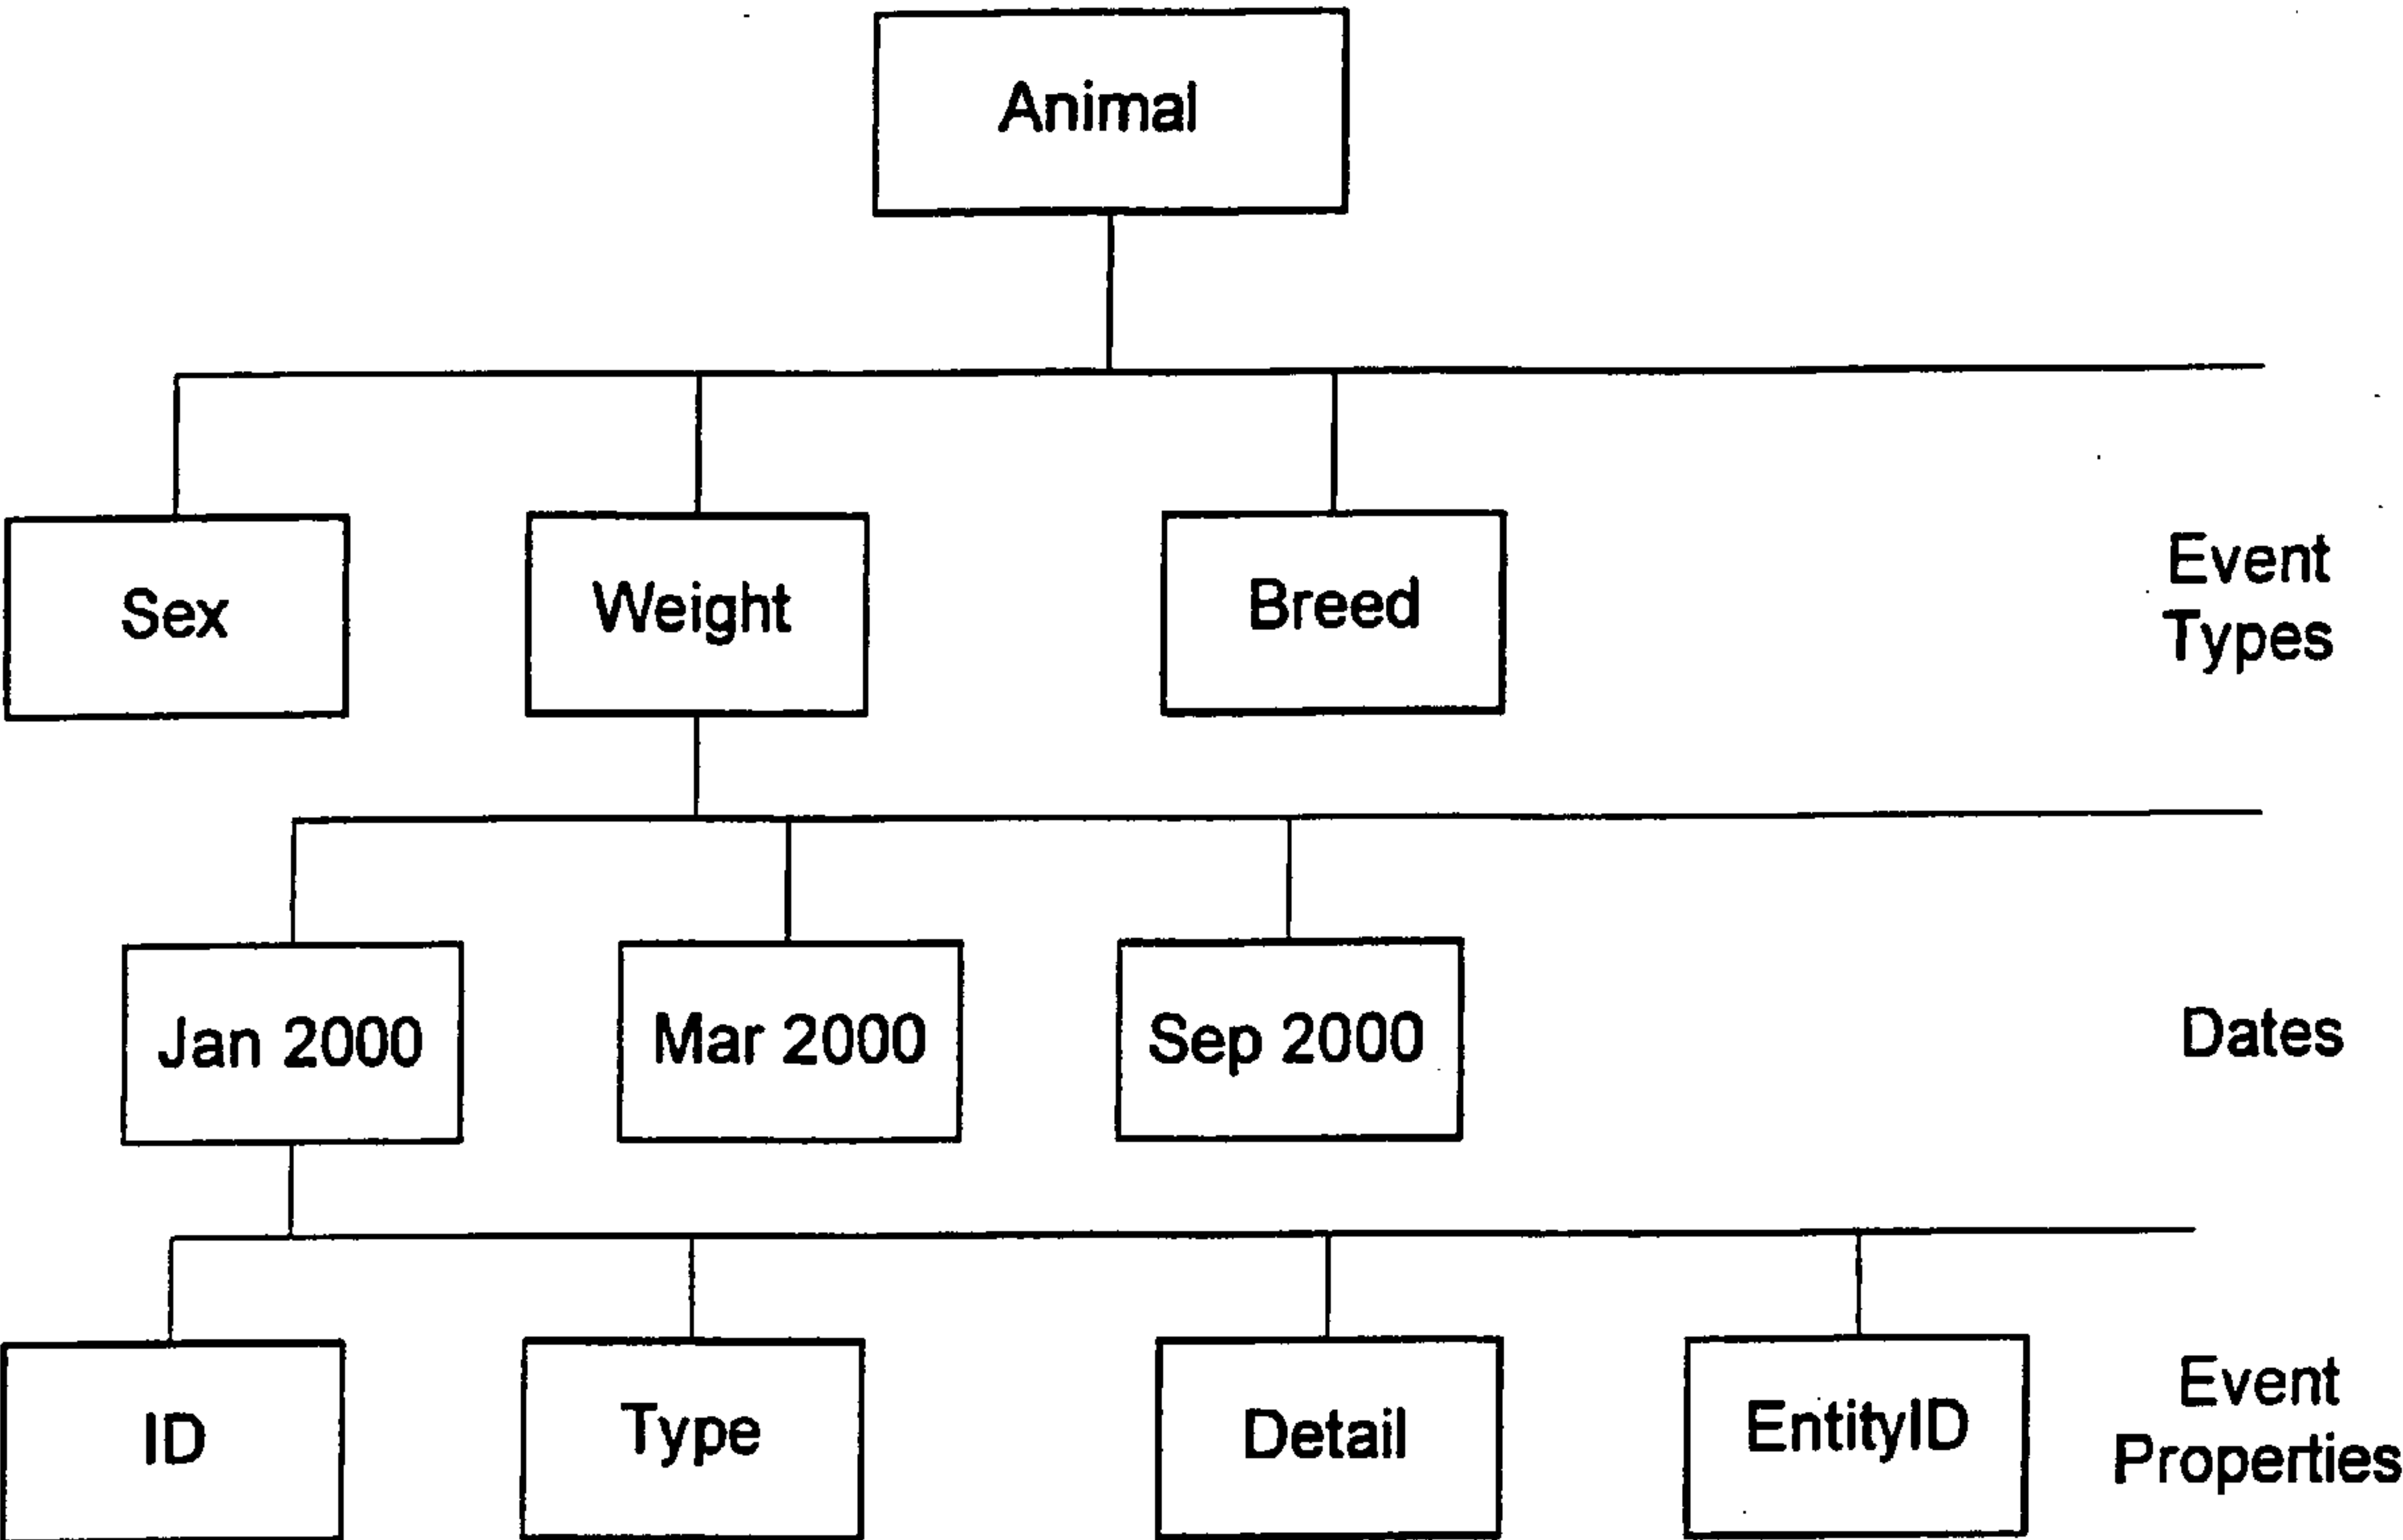 Animal
Sex
Weight
Breed
Event
Types
Jan 2000
Mar 2000
Sep 2000
Dates
ID
Type
Detail
EntityID
Event
Properties